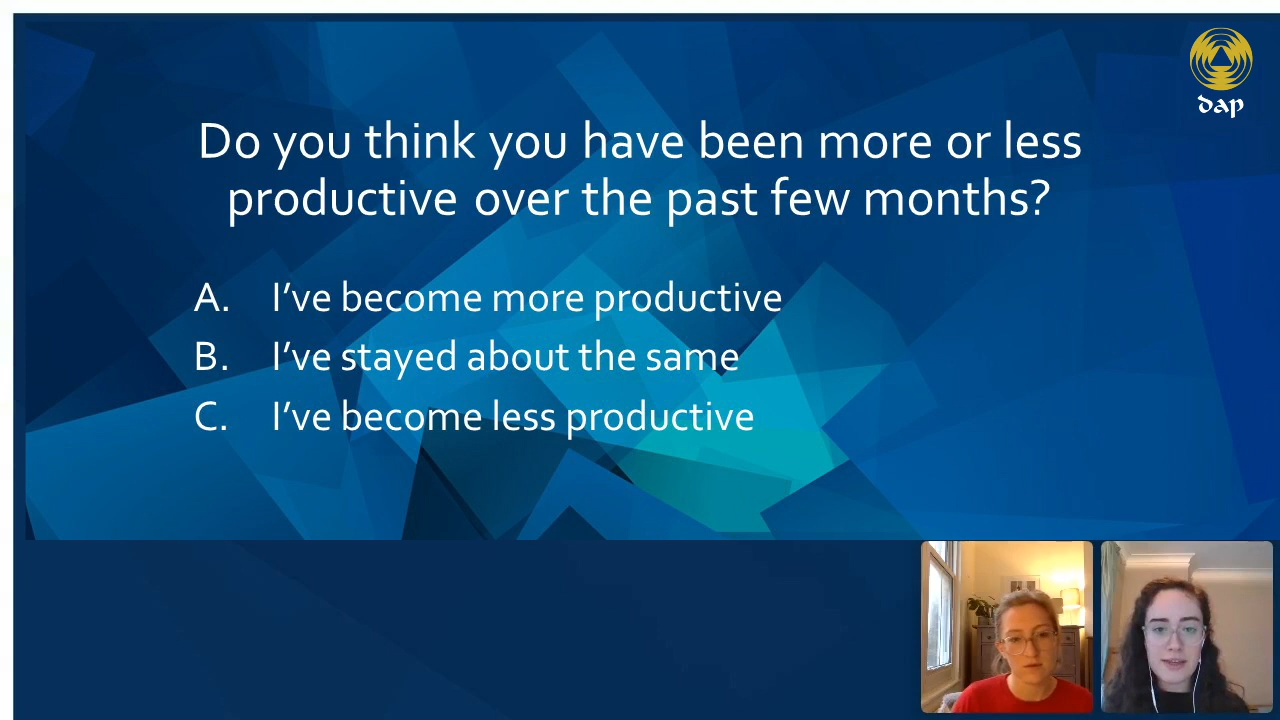 dap
Do you think you have been more or less
productive over the past few months?
A. I’ve become more productive
B. I’ve stayed about the same
C. I’ve become less productive